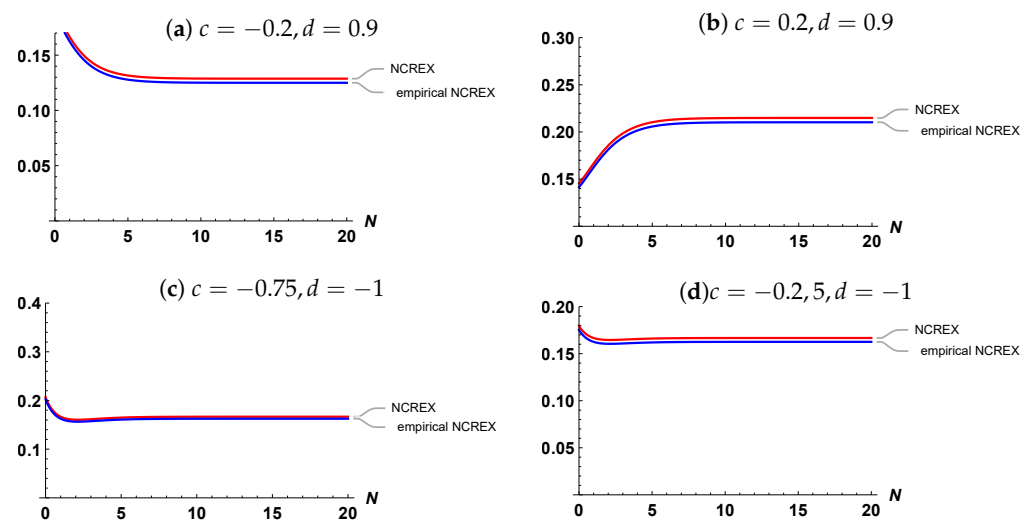 (a) c = −0.2, d = 0.9
0.15
0.10
0.05
0
5
10
15
20
N
NCREX
empirical NCREX
(b) c = 0.2, d = 0.9
0.30
0.25
0.20
0.15
0
5
10
15
20
N
NCREX
empirical NCREX
(c) c = −0.75, d = −1
0.4
0.3
0.2
0.1
0
5
10
15
20
N
NCREX
empirical NCREX
(d)c = −0.2, 5, d = −1
0.20
0.15
0.10
0.05
0
5
10
15
20
N
NCREX
empirical NCREX